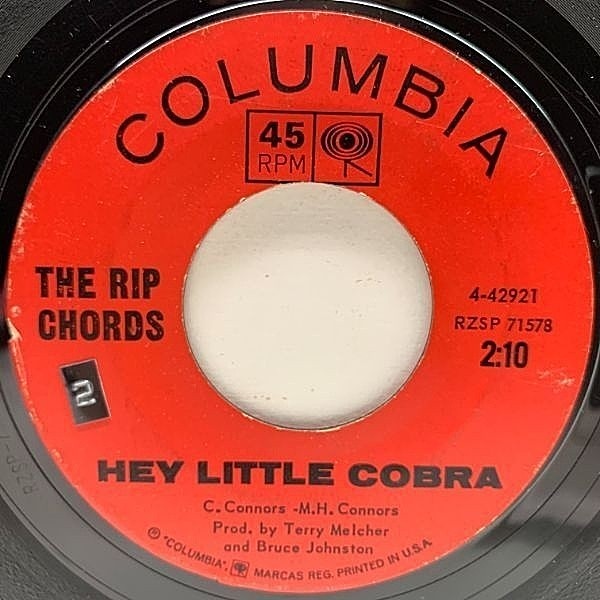 COLUMBIA
45
RPM
THE RIP
CHORDS
4-42921
RZSP 71578
2:10
2
HEY LITTLE COBRA
C. Connors -M.H. Connors
Prod. by Terry Melcher
and Bruce Johnston
℗ "COLUMBIA", MARCAS REG. PRINTED IN U.S.A.